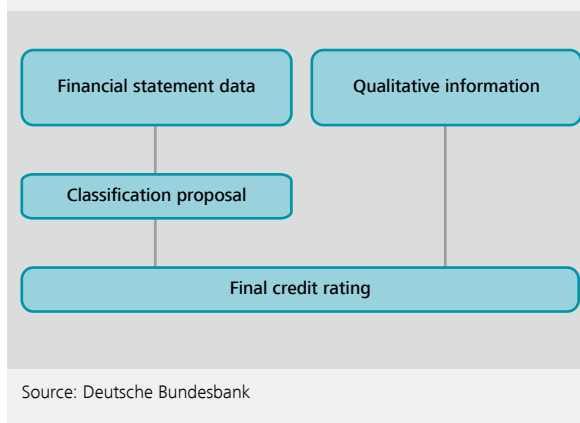 Financial statement data
Qualitative information
Classification proposal
Final credit rating
Source: Deutsche Bundesbank